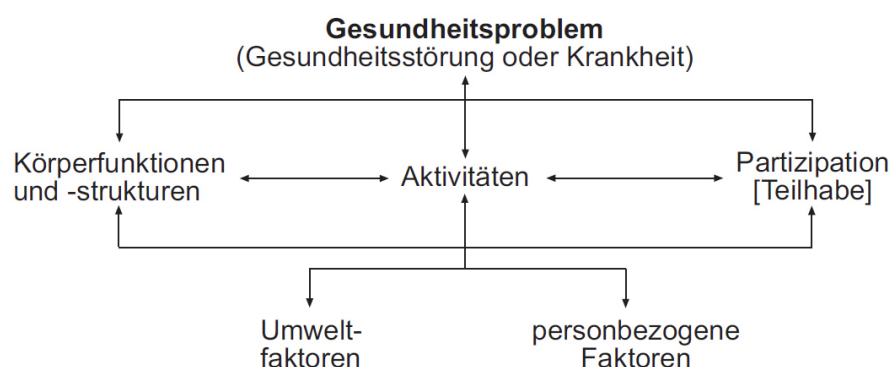 Gesundheitsproblem
(Gesundheitsstörung oder Krankheit)
Körperfunktionen
und -strukturen
Aktivitäten
Partizipation
[Teilhabe]
Umwelt-
faktoren
personbezogene
Faktoren